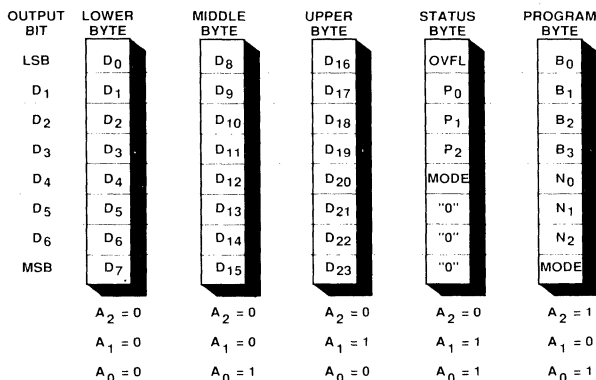 OUTPUT LOWER MIDDLE UPPER STATUS PROGRAM
BIT BYTE BYTE BYTE BYTE BYTE
LSB D0 D8 D16 OVFL B0
D1 D1 D9 D17 P0 B1
D2 D2 D10 D18 P1 B2
D3 D3 D11 D19 P2 B3
D4 D4 D12 D20 MODE N0
D5 D5 D13 D21 "0" N1
D6 D6 D14 D22 "0" N2
MSB D7 D15 D23 "0" MODE
A2 = 0 A2 = 0 A2 = 0 A2 = 0 A2 = 1
A1 = 0 A1 = 0 A1 = 1 A1 = 1 A1 = 0
A0 = 0 A0 = 1 A0 = 0 A0 = 1 A0 = 1